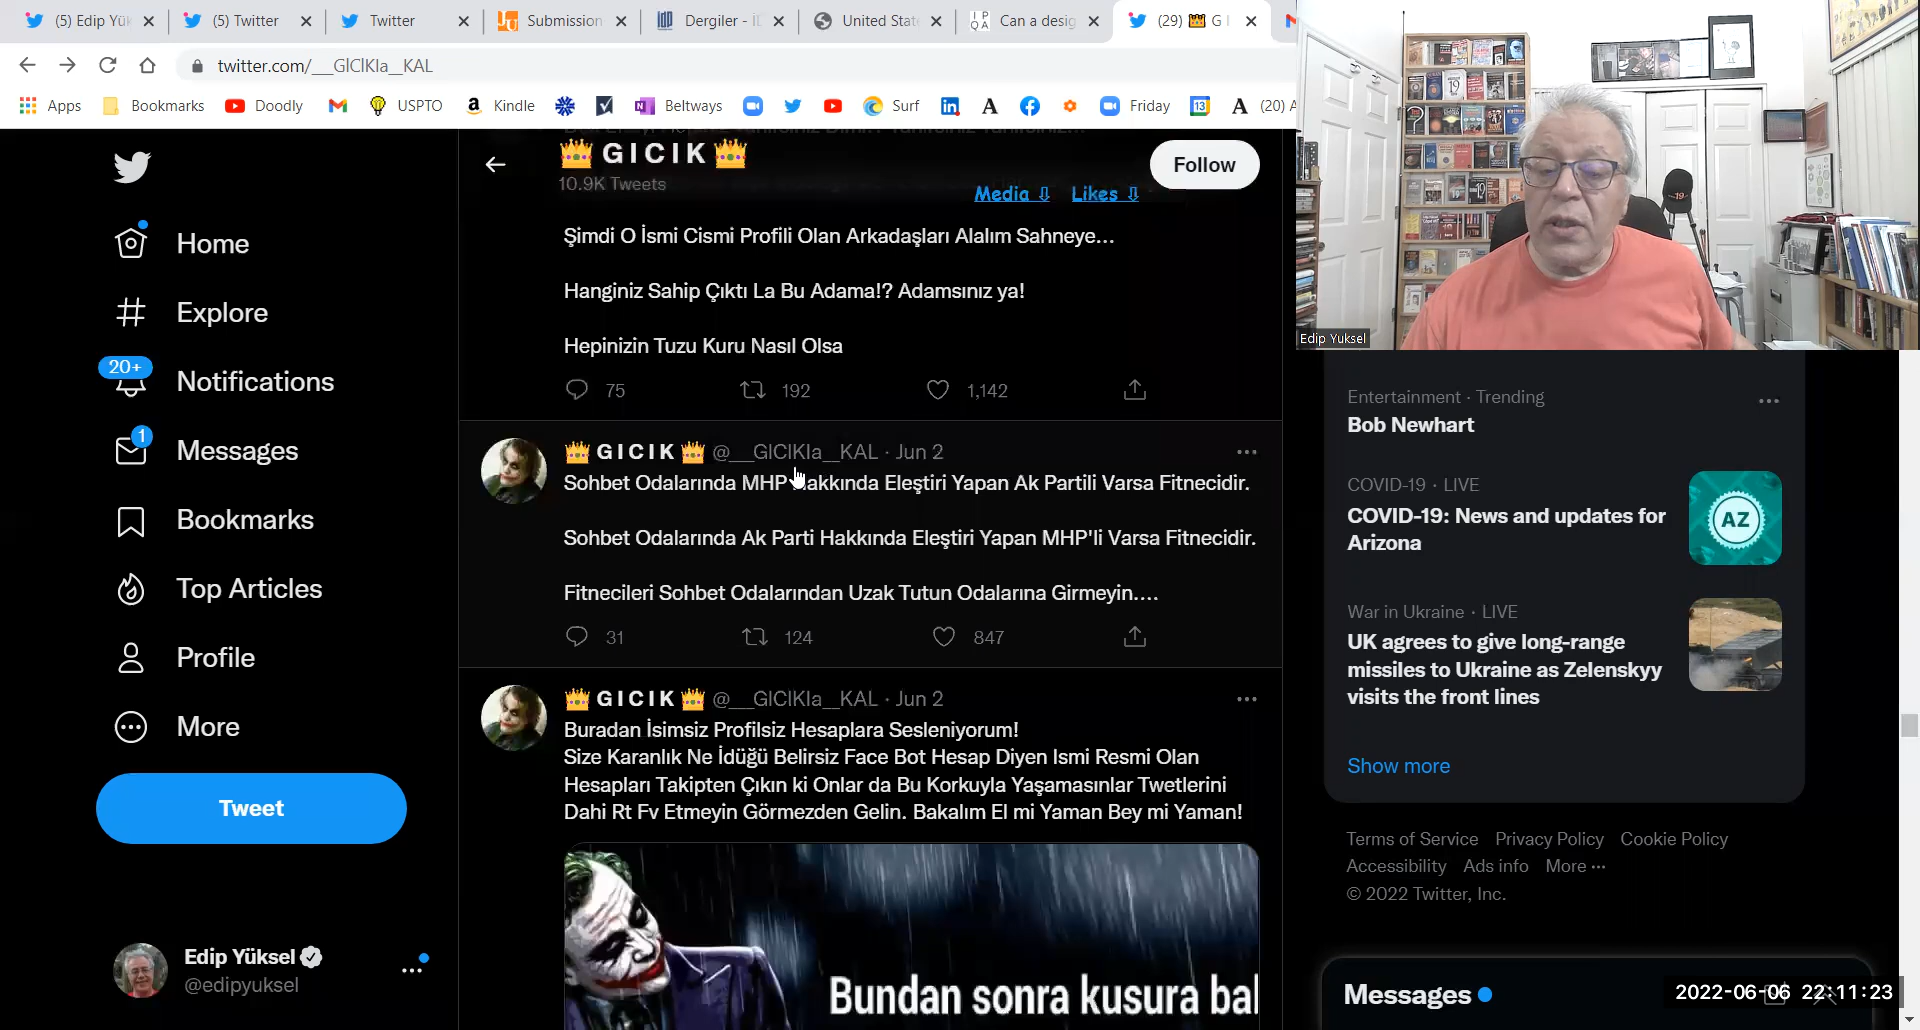 (5) Edip Yük
(5) Twitter
Twitter
Submission
Dergiler - İ
United State
Can a desig
(29) 👑 G I
twitter.com/___GlClKla__KAL
Apps
Bookmarks
Doodly
USPTO
Kindle
Beltways
Surf
Friday
(20) A
👑 G I C I K 👑
10.9K Tweets
Follow
Media ⇩ Likes ⇩
Home
Explore
20+
Notifications
1
Messages
Bookmarks
Top Articles
Profile
More
Tweet
Edip Yüksel
@edipyuksel
Şimdi O İsmi Cismi Profili Olan Arkadaşları Alalım Sahneye...
Hanginiz Sahip Çıktı La Bu Adama!? Adamsınız ya!
Hepinizin Tuzu Kuru Nasıl Olsa
75 192 1,142
👑 G I C I K 👑 @___GlClKla__KAL · Jun 2
Sohbet Odalarında MHP Hakkında Eleştiri Yapan Ak Partili Varsa Fitnecidir.
Sohbet Odalarında Ak Parti Hakkında Eleştiri Yapan MHP'li Varsa Fitnecidir.
Fitnecileri Sohbet Odalarından Uzak Tutun Odalarına Girmeyin....
31 124 847
👑 G I C I K 👑 @___GlClKla__KAL · Jun 2
Buradan İsimsiz Profilsiz Hesaplara Sesleniyorum!
Size Karanlık Ne İdüğü Belirsiz Face Bot Hesap Diyen Ismi Resmi Olan
Hesapları Takipten Çıkın ki Onlar da Bu Korkuyla Yaşamasınlar Twetlerini
Dahi Rt Fv Etmeyin Görmezden Gelin. Bakalım El mi Yaman Bey mi Yaman!
Bundan sonra kusura bal
Edip Yuksel
Entertainment · Trending
Bob Newhart
COVID-19 · LIVE
COVID-19: News and updates for
Arizona
AZ
War in Ukraine · LIVE
UK agrees to give long-range
missiles to Ukraine as Zelenskyy
visits the front lines
Show more
Terms of Service Privacy Policy Cookie Policy
Accessibility Ads info More ···
© 2022 Twitter, Inc.
Messages
2022-06-06 22:11:23